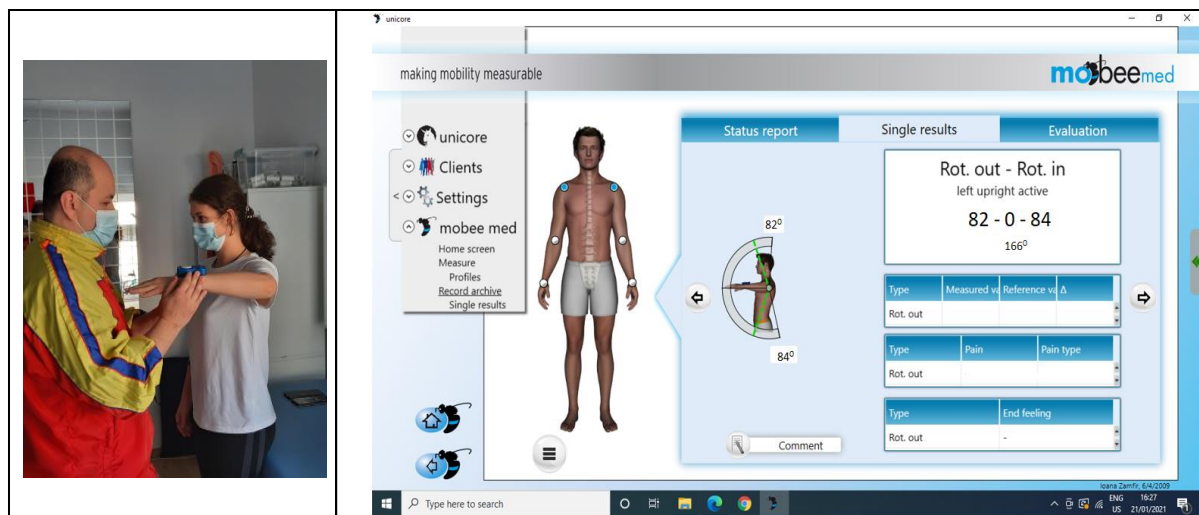 unicore
making mobility measurable
mobeemed
unicore
Clients
< Settings
mobee med
Home screen
Measure
Profiles
Record archive
Single results
Status report
Single results
Evaluation
82⁰
84⁰
Rot. out - Rot. in
left upright active
82 - 0 - 84
166⁰
Type Measured va Reference va Δ
Rot. out
Type Pain Pain type
Rot. out
Type End feeling
Rot. out -
Comment
Ioana Zamfir, 6/4/2009
Type here to search
ENG 16:27
US 21/01/2021